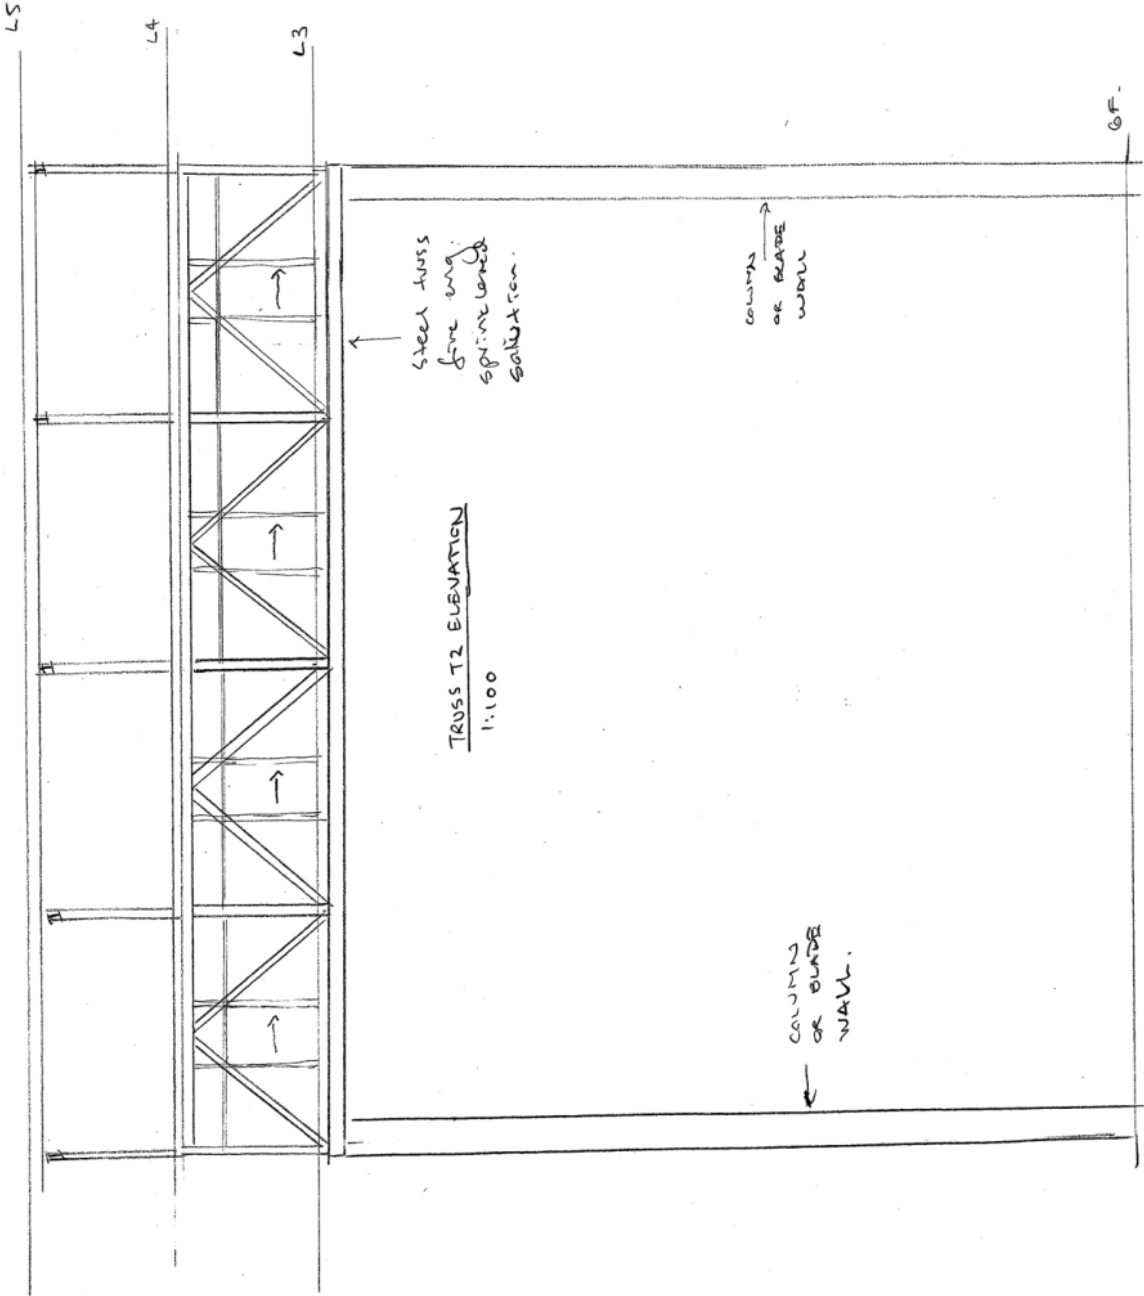 L5
L4
L3
steel truss
fire eng.
sprinklered
solution.
TRUSS T2 ELEVATION
1:100
COLUMN
OR BLADE
WALL
COLUMN
OR BLADE
WALL.
GF.